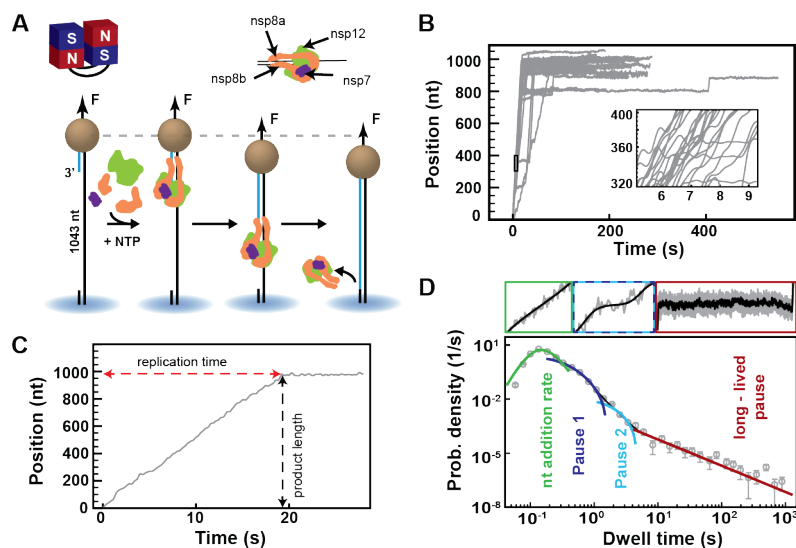 A
S
N
N
S
nsp8a
nsp12
nsp8b
nsp7
F
F
F
F
3'
1043 nt
+ NTP
B
Position (nt)
1000
800
600
400
200
0
400
360
320
6
7
8
9
0
200
400
Time (s)
C
Position (nt)
1000
800
600
400
200
0
replication time
product length
0
10
20
Time (s)
D
Prob. density (1/s)
10¹
10⁻²
10⁻⁵
10⁻⁸
nt addition rate
Pause 1
Pause 2
long - lived
pause
10⁻¹
10⁰
10¹
10²
10³
Dwell time (s)